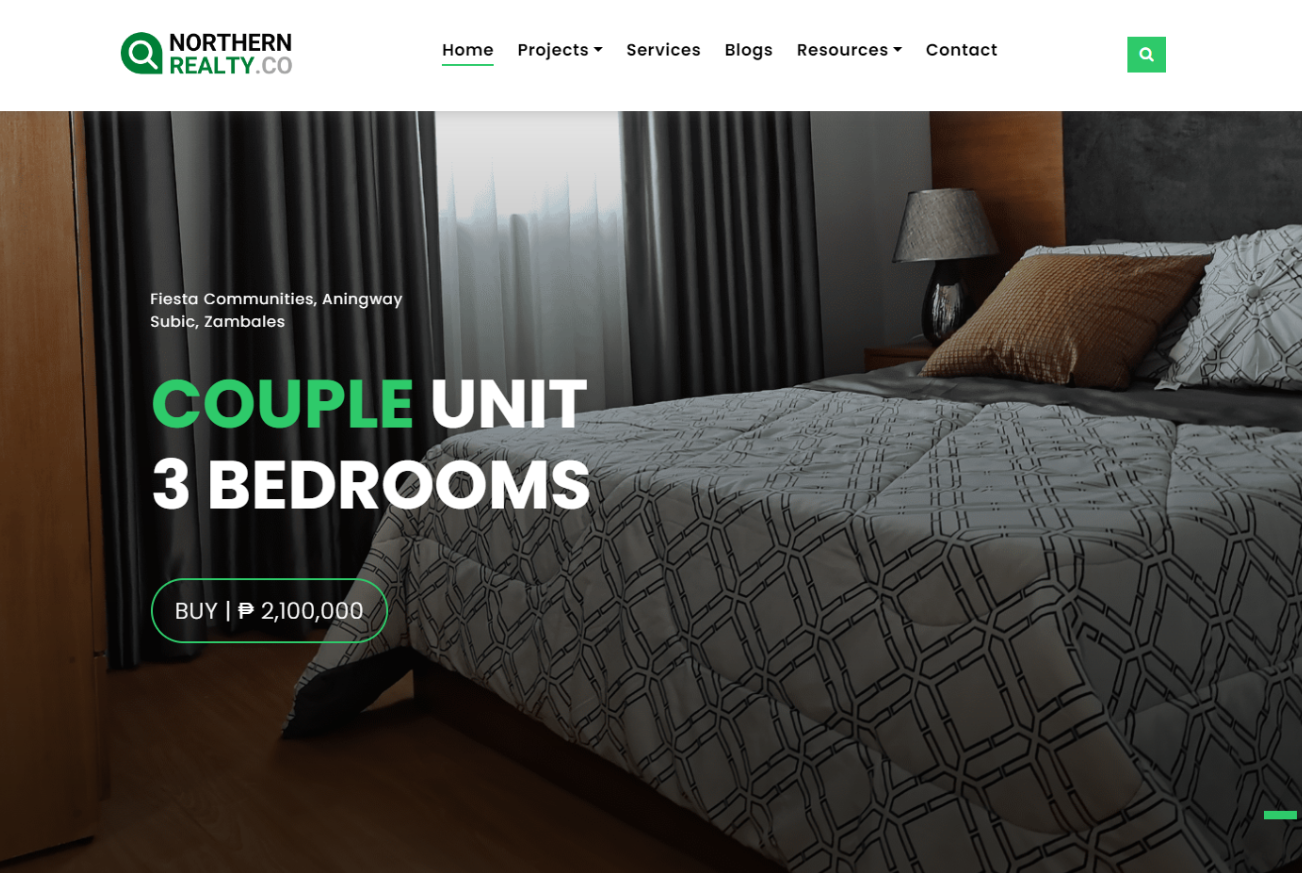 NORTHERN
REALTY.CO
Home Projects Services Blogs Resources Contact
Fiesta Communities, Aningway
Subic, Zambales
COUPLE UNIT
3 BEDROOMS
BUY | ₱ 2,100,000